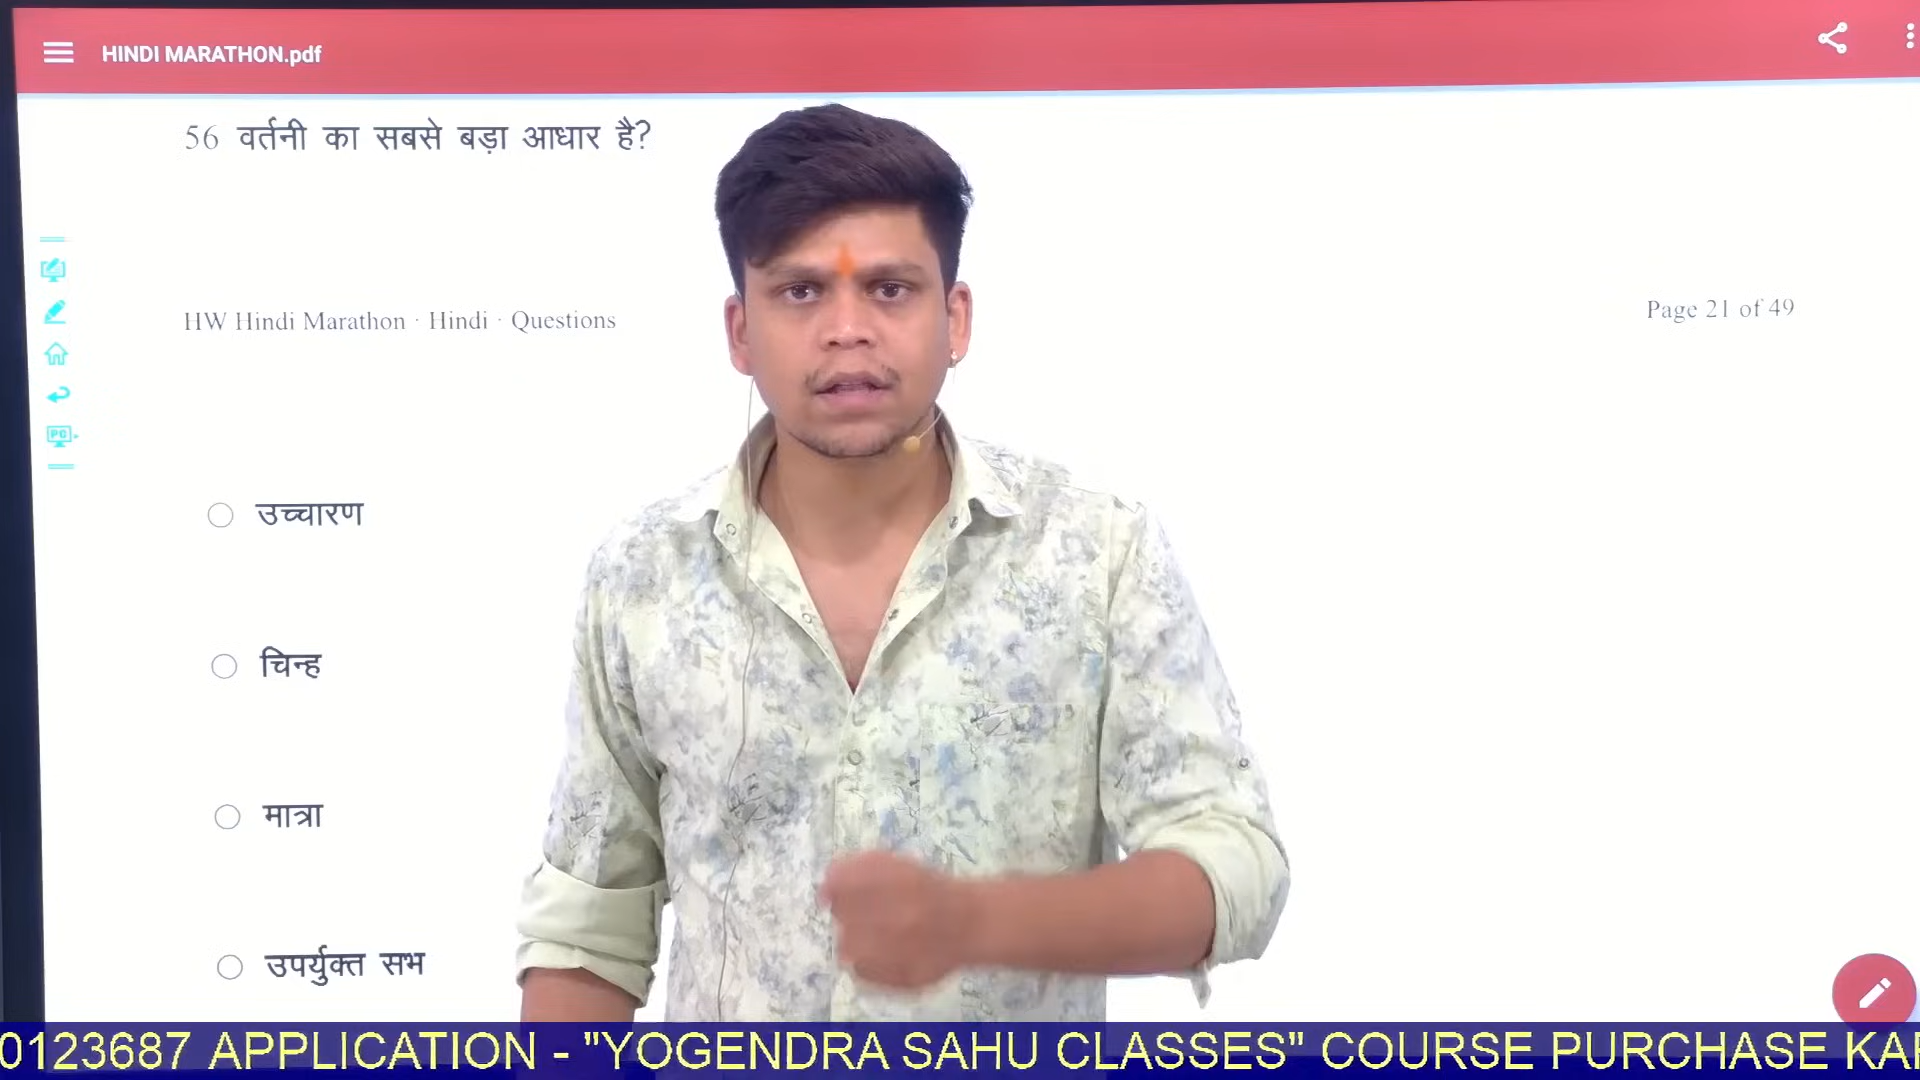 HINDI MARATHON.pdf
56 वर्तनी का सबसे बड़ा आधार है?
HW Hindi Marathon · Hindi · Questions
Page 21 of 49
PC
उच्चारण
चिन्ह
मात्रा
उपर्युक्त सभ
0123687 APPLICATION - "YOGENDRA SAHU CLASSES" COURSE PURCHASE